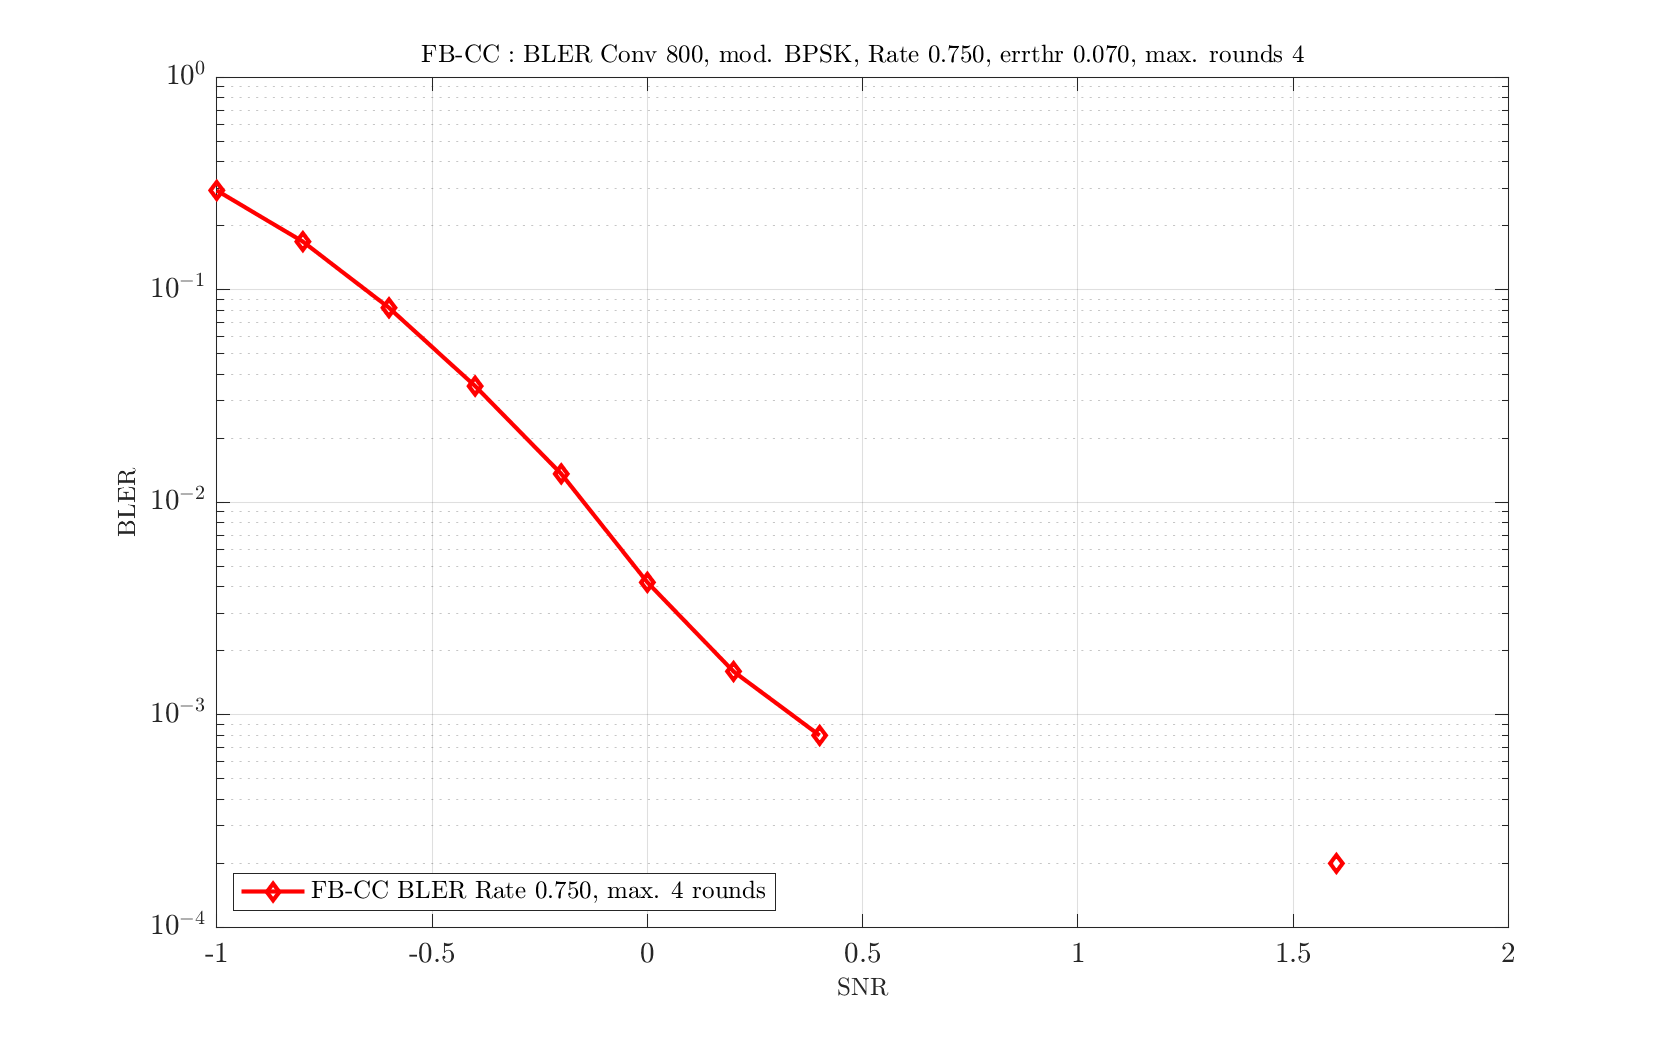 FB-CC : BLER Conv 800, mod. BPSK, Rate 0.750, errthr 0.070, max. rounds 4
10⁰
10⁻¹
10⁻²
10⁻³
10⁻⁴
BLER
FB-CC BLER Rate 0.750, max. 4 rounds
-1 -0.5 0 0.5 1 1.5 2
SNR